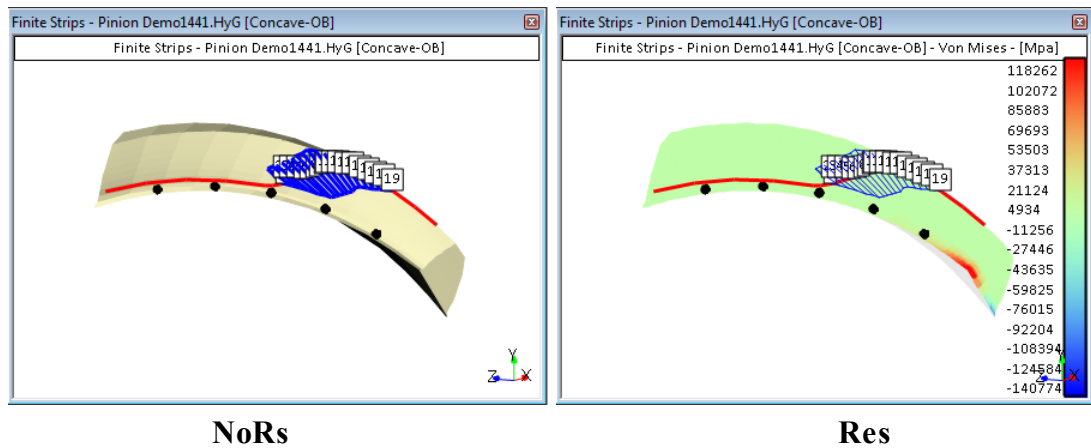 Finite Strips - Pinion Demo1441.HyG [Concave-OB]
Finite Strips - Pinion Demo1441.HyG [Concave-OB]
19
Y
Z
X
NoRs
Finite Strips - Pinion Demo1441.HyG [Concave-OB]
Finite Strips - Pinion Demo1441.HyG [Concave-OB] - Von Mises - [Mpa]
118262
102072
85883
69693
53503
37313
21124
4934
-11256
-27446
-43635
-59825
-76015
-92204
-108394
-124584
-140774
19
Y
Z
X
Res